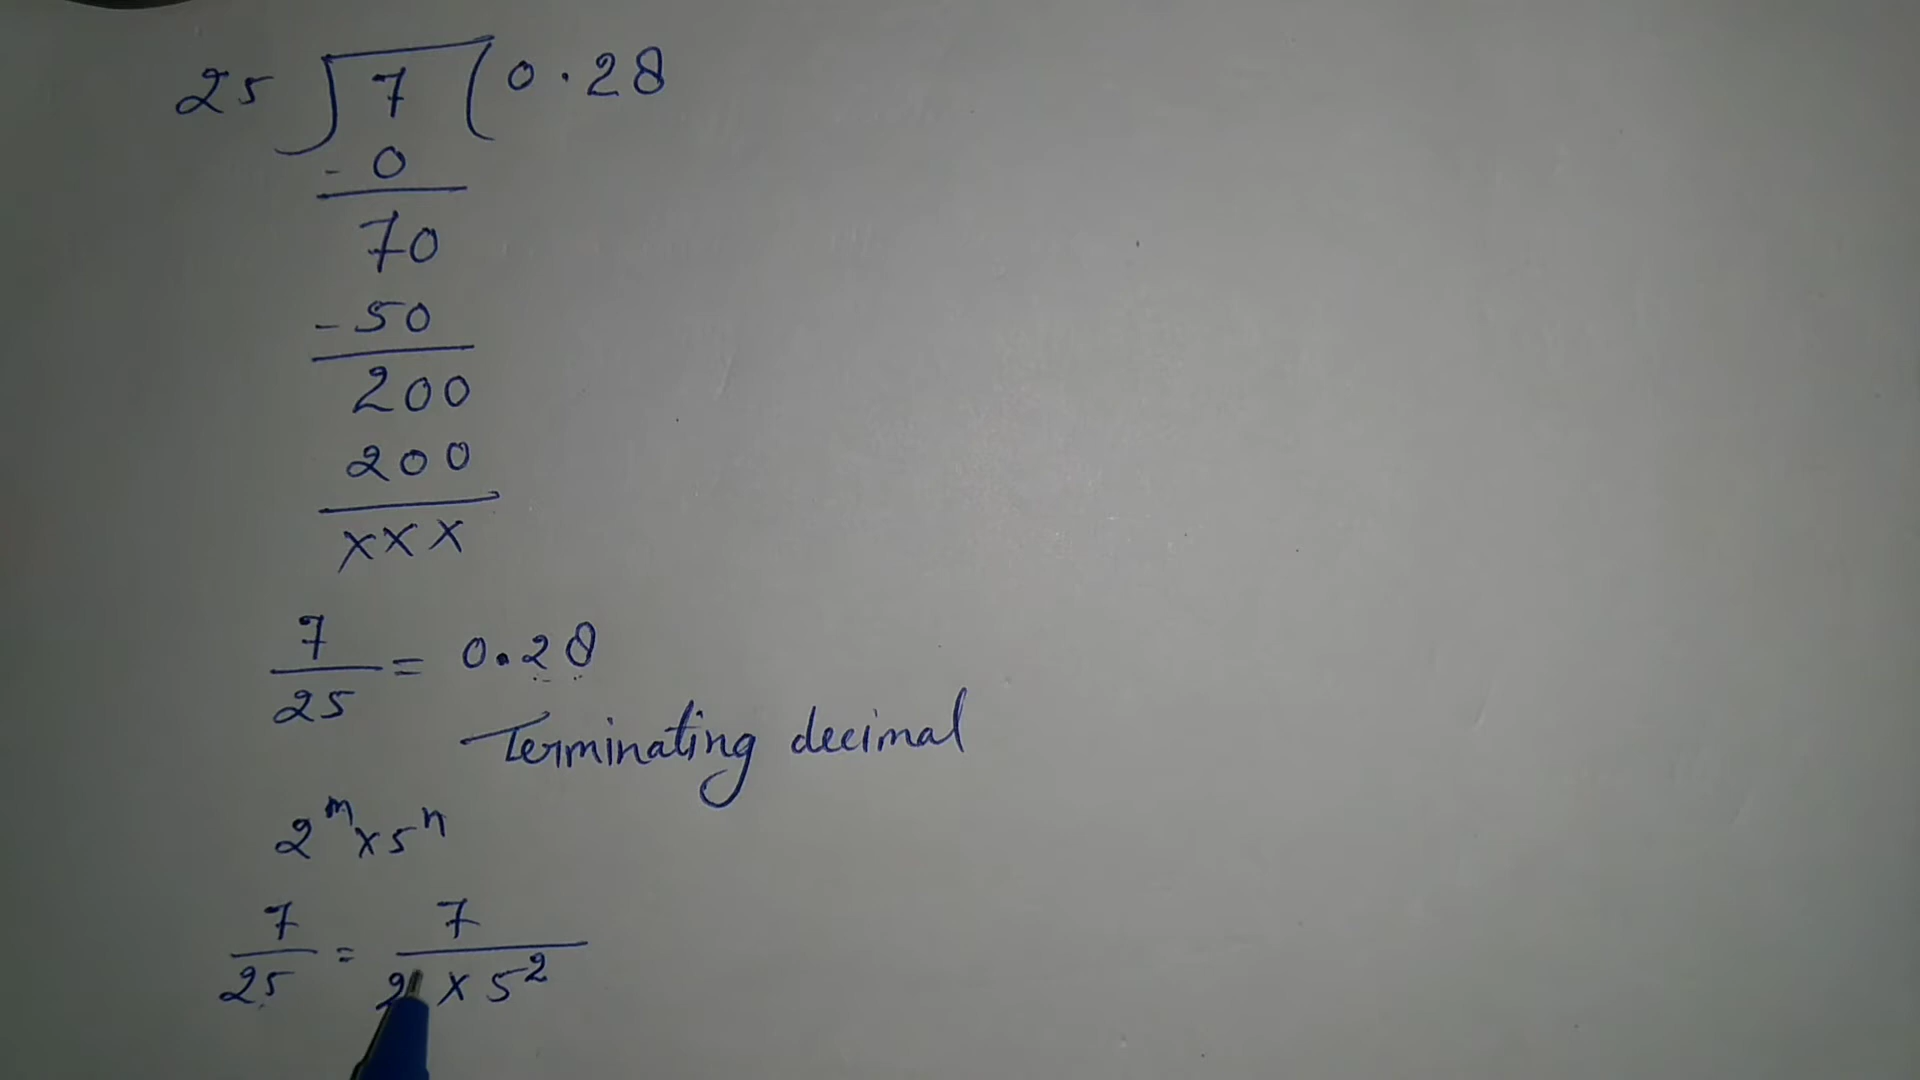 25 7 ( 0.28
- 0
70
- 50
200
200
x x x
7/25 = 0.28
Terminating decimal
2^m x 5^n
7/25 = 7/2 x 5^2